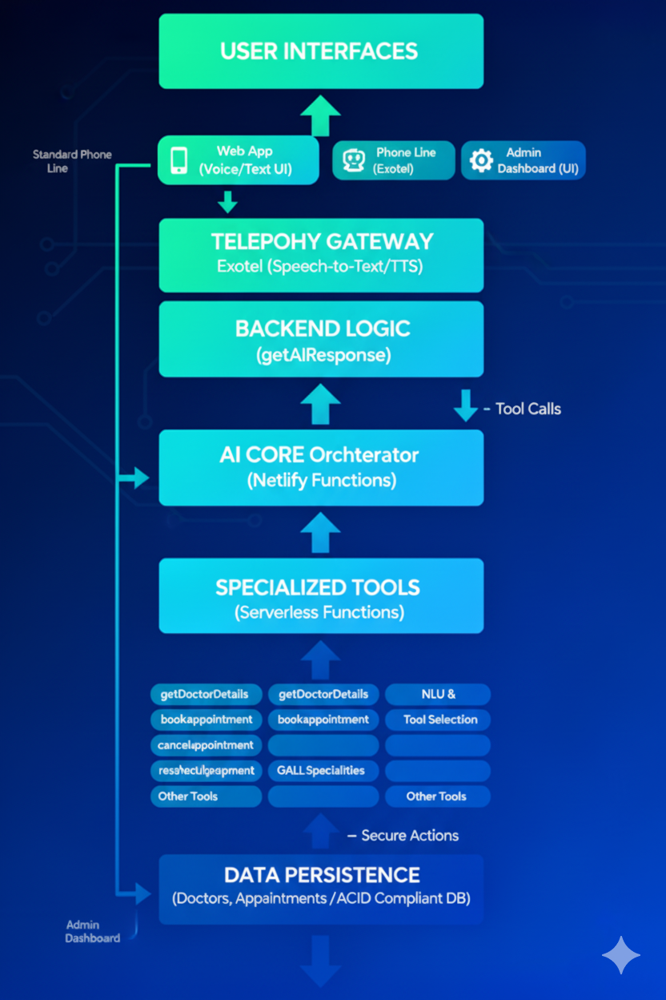 USER INTERFACES
Standard Phone
Line
Web App
(Voice/Text UI)
Phone Line
(Exotel)
Admin
Dashboard (UI)
TELEPOHY GATEWAY
Exotel (Speech-to-Text/TTS)
BACKEND LOGIC
(getAIResponse)
- Tool Calls
AI CORE Orchterator
(Netlify Functions)
SPECIALIZED TOOLS
(Serverless Functions)
getDoctorDetails
getDoctorDetails
NLU &
bookappointment
bookappointment
Tool Selection
GALL Specialities
Other Tools
Other Tools
– Secure Actions
DATA PERSISTENCE
(Doctors, Appaintments /ACID Compliant DB)
Admin
Dashboard